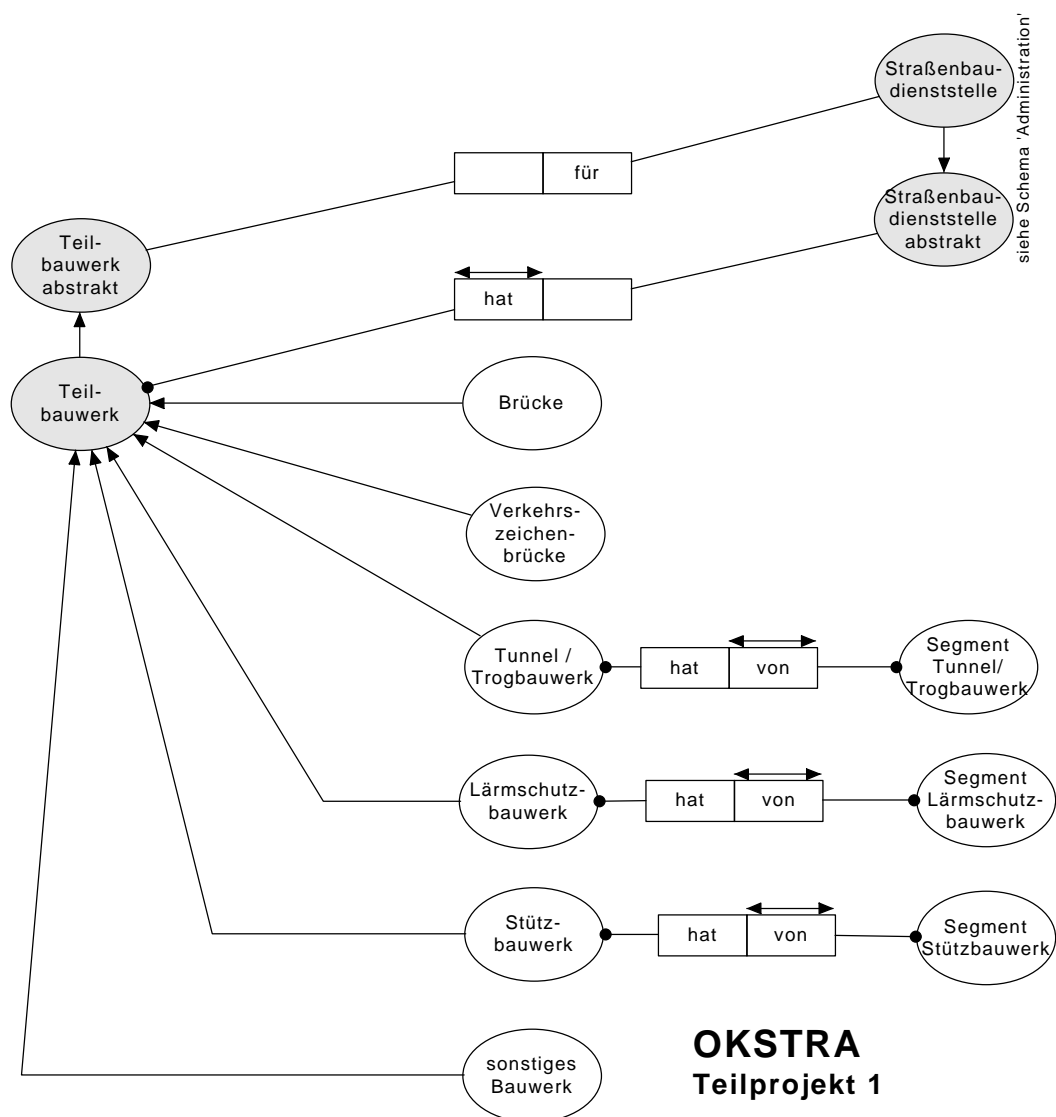 Straßenbau-
dienststelle
siehe Schema 'Administration'
für
Straßenbau-
dienststelle
abstrakt
Teil-
bauwerk
abstrakt
hat
Teil-
bauwerk
Brücke
Verkehrs-
zeichen-
brücke
Tunnel /
Trogbauwerk
hat
von
Segment
Tunnel/
Trogbauwerk
Lärmschutz-
bauwerk
hat
von
Segment
Lärmschutz-
bauwerk
Stütz-
bauwerk
hat
von
Segment
Stützbauwerk
sonstiges
Bauwerk
OKSTRA
Teilprojekt 1